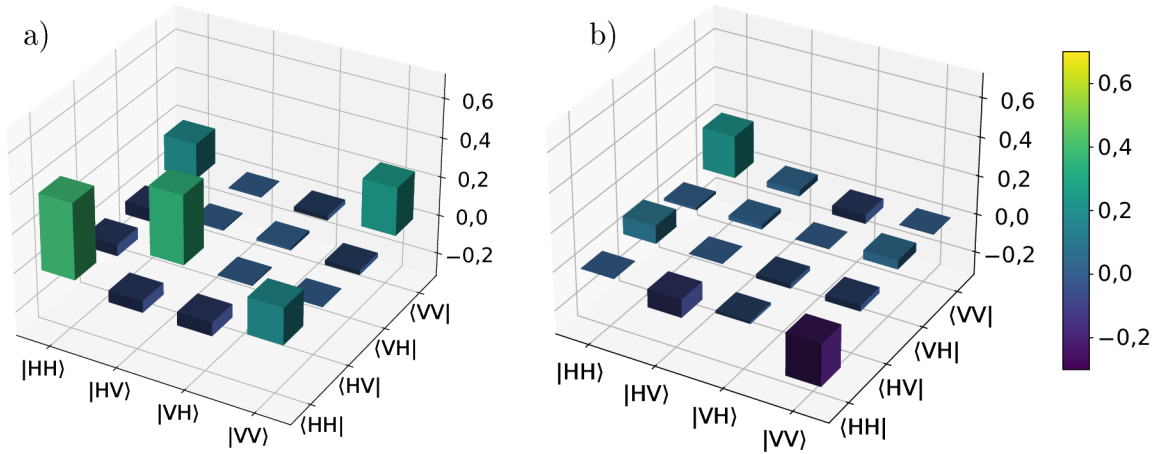 a)
0,6
0,4
0,2
0,0
−0,2
|HH⟩
|HV⟩
|VH⟩
|VV⟩
⟨HH|
⟨HV|
⟨VH|
⟨VV|
b)
0,6
0,4
0,2
0,0
−0,2
|HH⟩
|HV⟩
|VH⟩
|VV⟩
⟨HH|
⟨HV|
⟨VH|
⟨VV|
0,6
0,4
0,2
0,0
−0,2